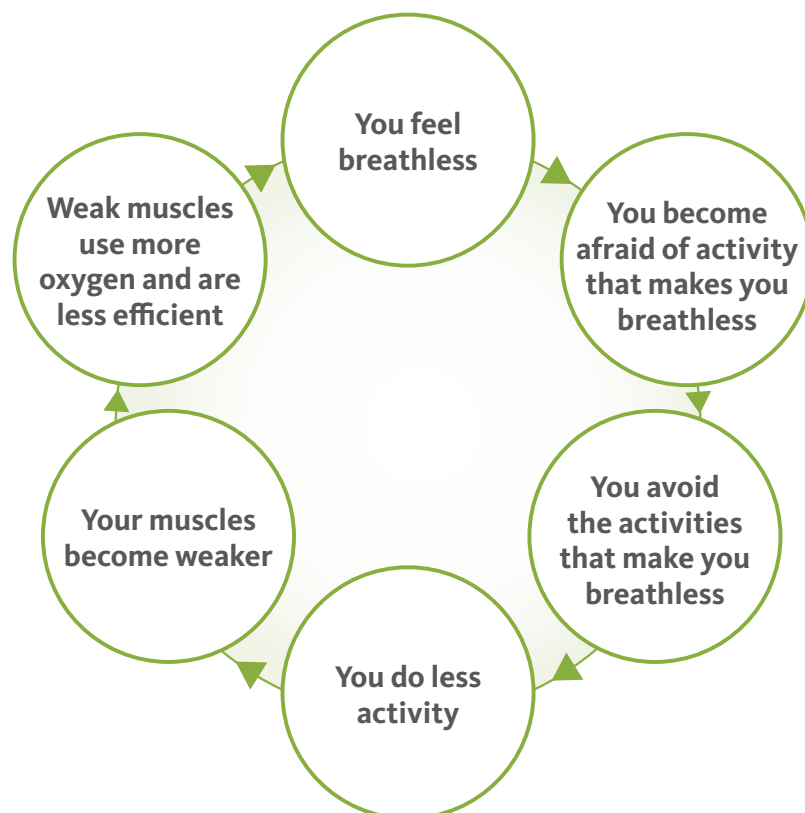 You feel
breathless
You become
afraid of activity
that makes you
breathless
You avoid
the activities
that make you
breathless
You do less
activity
Your muscles
become weaker
Weak muscles
use more
oxygen and are
less efficient